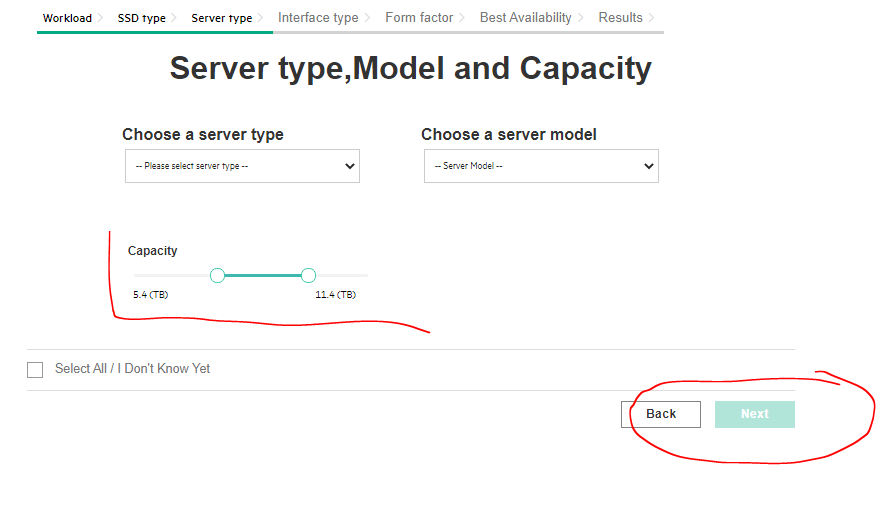 Workload > SSD type > Server type > Interface type > Form factor > Best Availability > Results >
Server type,Model and Capacity
Choose a server type Choose a server model
-- Please select server type -- -- Server Model --
Capacity
5.4 (TB) 11.4 (TB)
Select All / I Don't Know Yet
Back Next